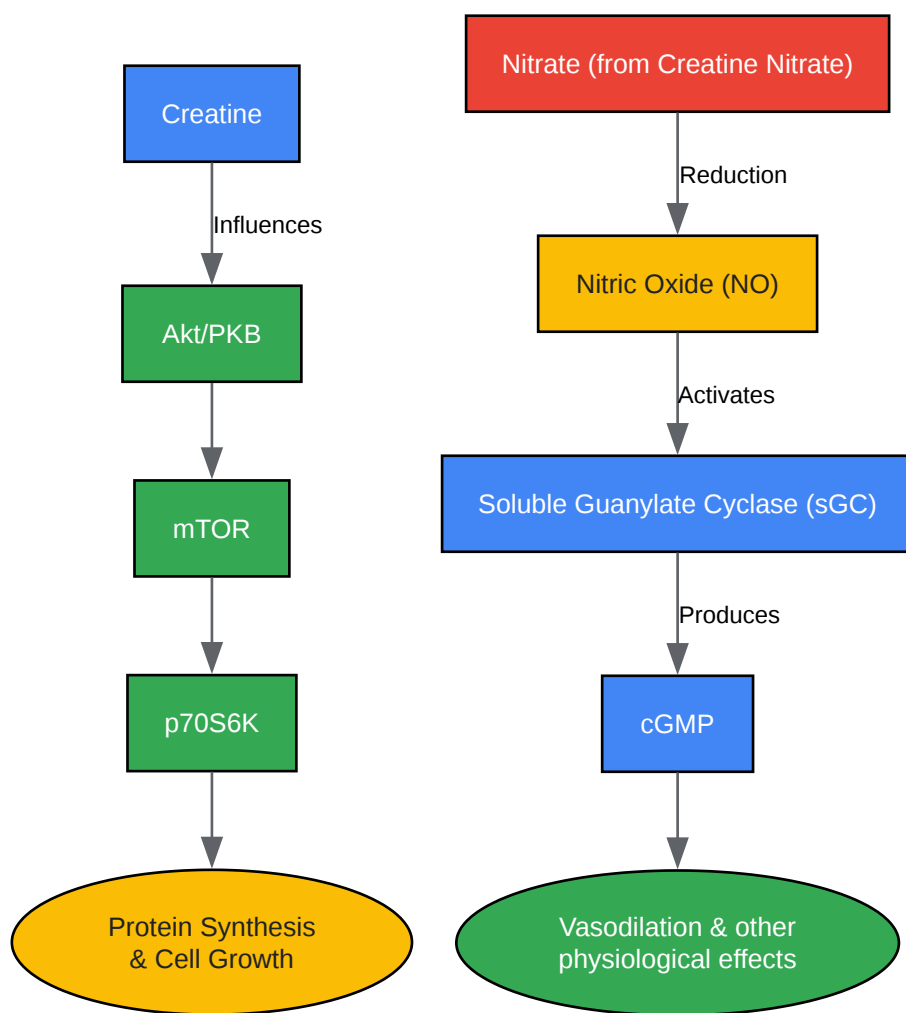 Creatine
Influences
Akt/PKB
mTOR
p70S6K
Protein Synthesis
& Cell Growth
Nitrate (from Creatine Nitrate)
Reduction
Nitric Oxide (NO)
Activates
Soluble Guanylate Cyclase (sGC)
Produces
cGMP
Vasodilation & other
physiological effects